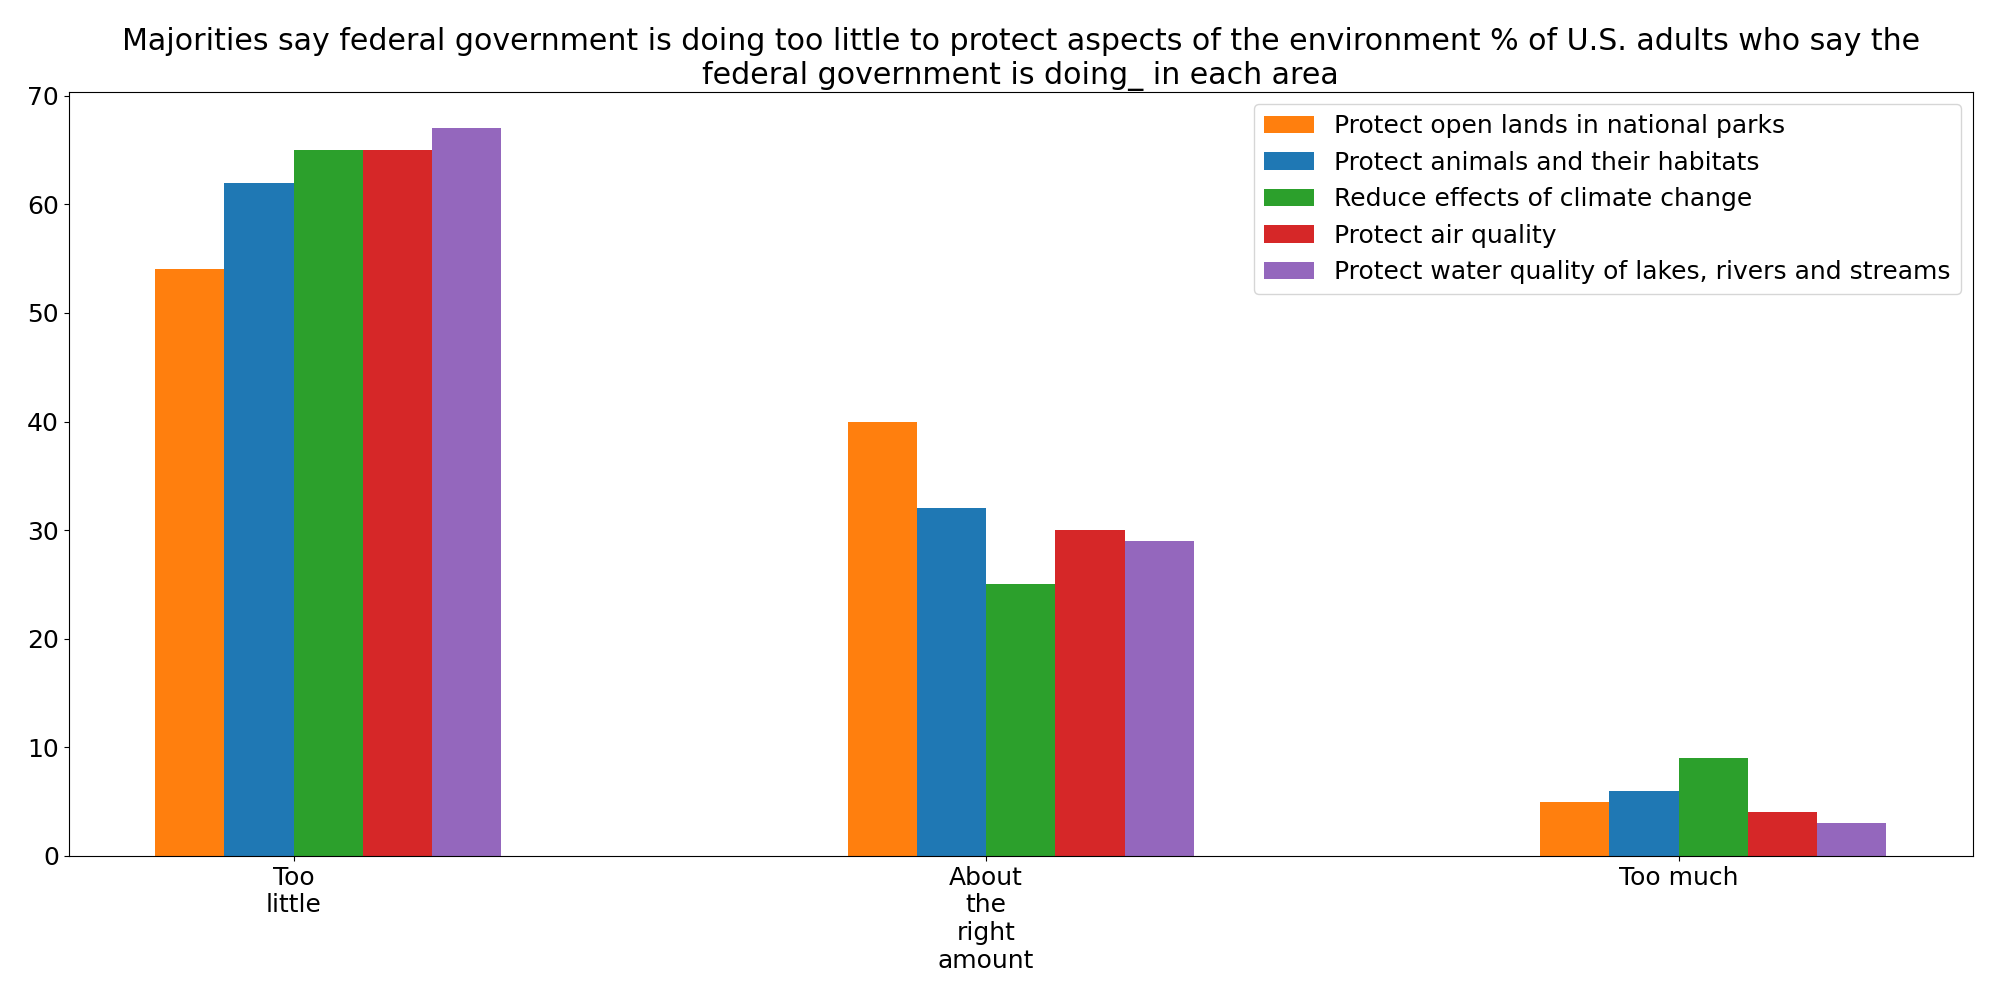 Majorities say federal government is doing too little to protect aspects of the environment % of U.S. adults who say the
federal government is doing_ in each area
70
60
50
40
30
20
10
0
Protect open lands in national parks
Protect animals and their habitats
Reduce effects of climate change
Protect air quality
Protect water quality of lakes, rivers and streams
Too
little
About
the
right
amount
Too much